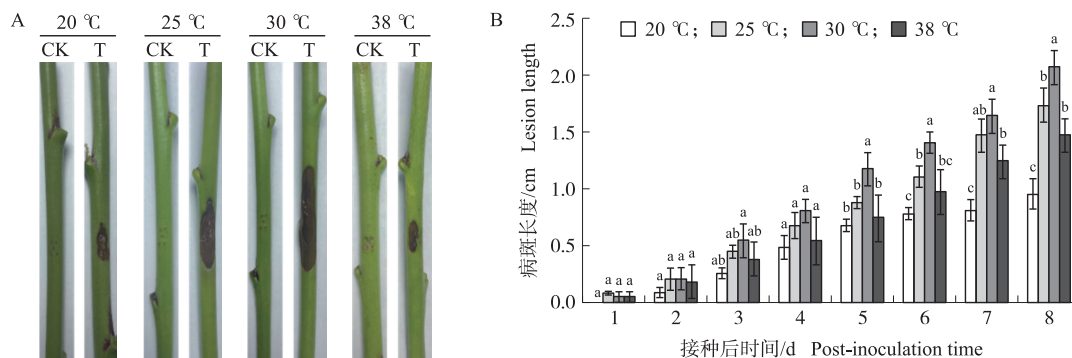 A
20 ℃ 25 ℃ 30 ℃ 38 ℃
CK T CK T CK T CK T
B
20 ℃; 25 ℃; 30 ℃; 38 ℃
病斑长度/cm Lesion length
2.5
2.0
1.5
1.0
0.5
0.0
a a a a
a a a a
ab ab a ab
a a a a
b b a b
c b a bc
c ab a b
c b a b
1 2 3 4 5 6 7 8
接种后时间/d Post-inoculation time